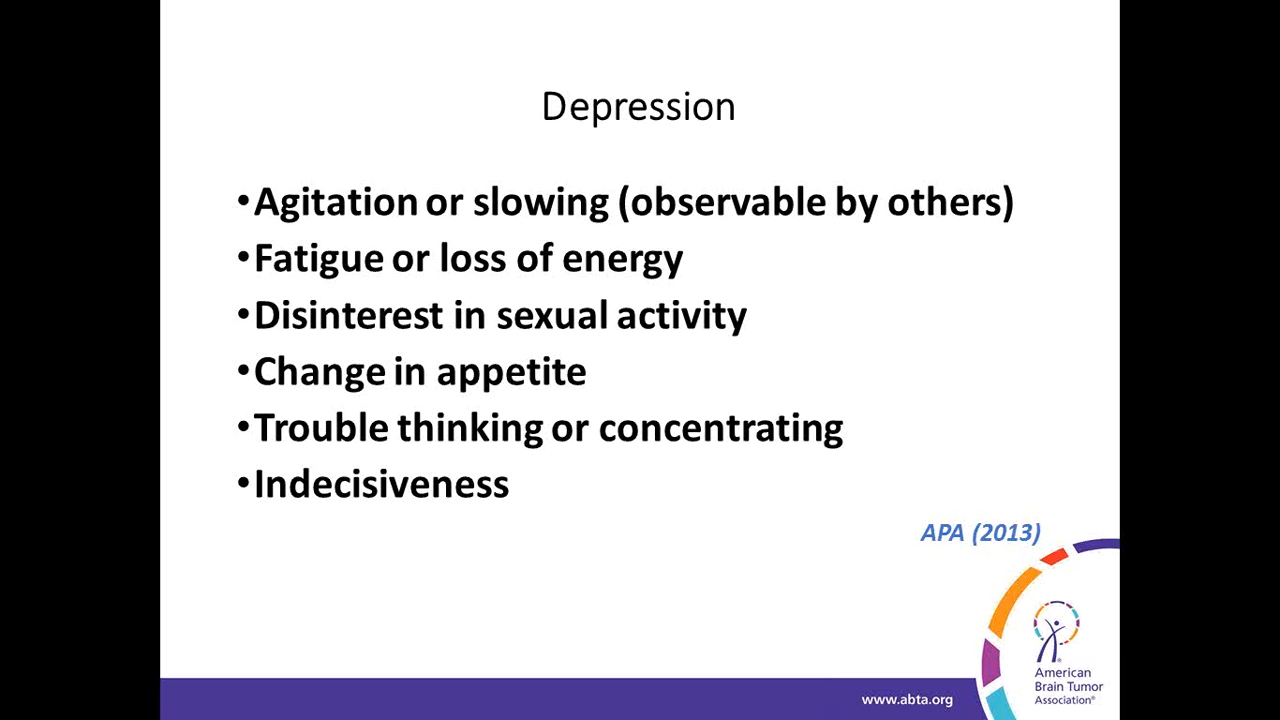 Depression
•Agitation or slowing (observable by others)
•Fatigue or loss of energy
•Disinterest in sexual activity
•Change in appetite
•Trouble thinking or concentrating
•Indecisiveness
APA (2013)
American
Brain Tumor
Association®
www.abta.org